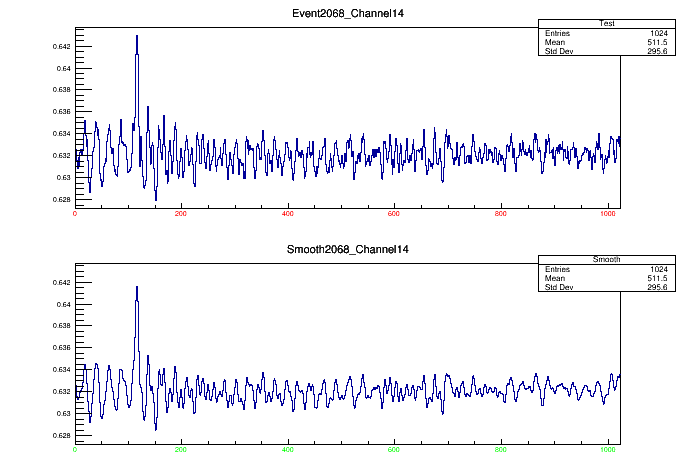 Event2068_Channel14
Test
Entries 1024
Mean 511.5
Std Dev 295.6
0.642
0.64
0.638
0.636
0.634
0.632
0.63
0.628
0 200 400 600 800 1000
Smooth2068_Channel14
Smooth
Entries 1024
Mean 511.5
Std Dev 295.6
0.642
0.64
0.638
0.636
0.634
0.632
0.63
0.628
0 200 400 600 800 1000